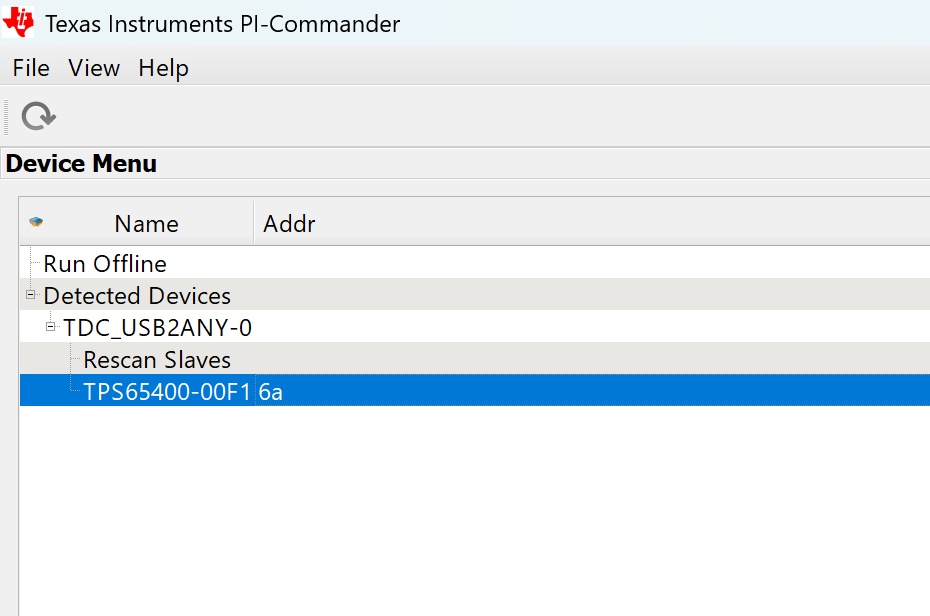 Texas Instruments PI-Commander
File View Help
Device Menu
Name Addr
Run Offline
Detected Devices
TDC_USB2ANY-0
Rescan Slaves
TPS65400-00F1 6a